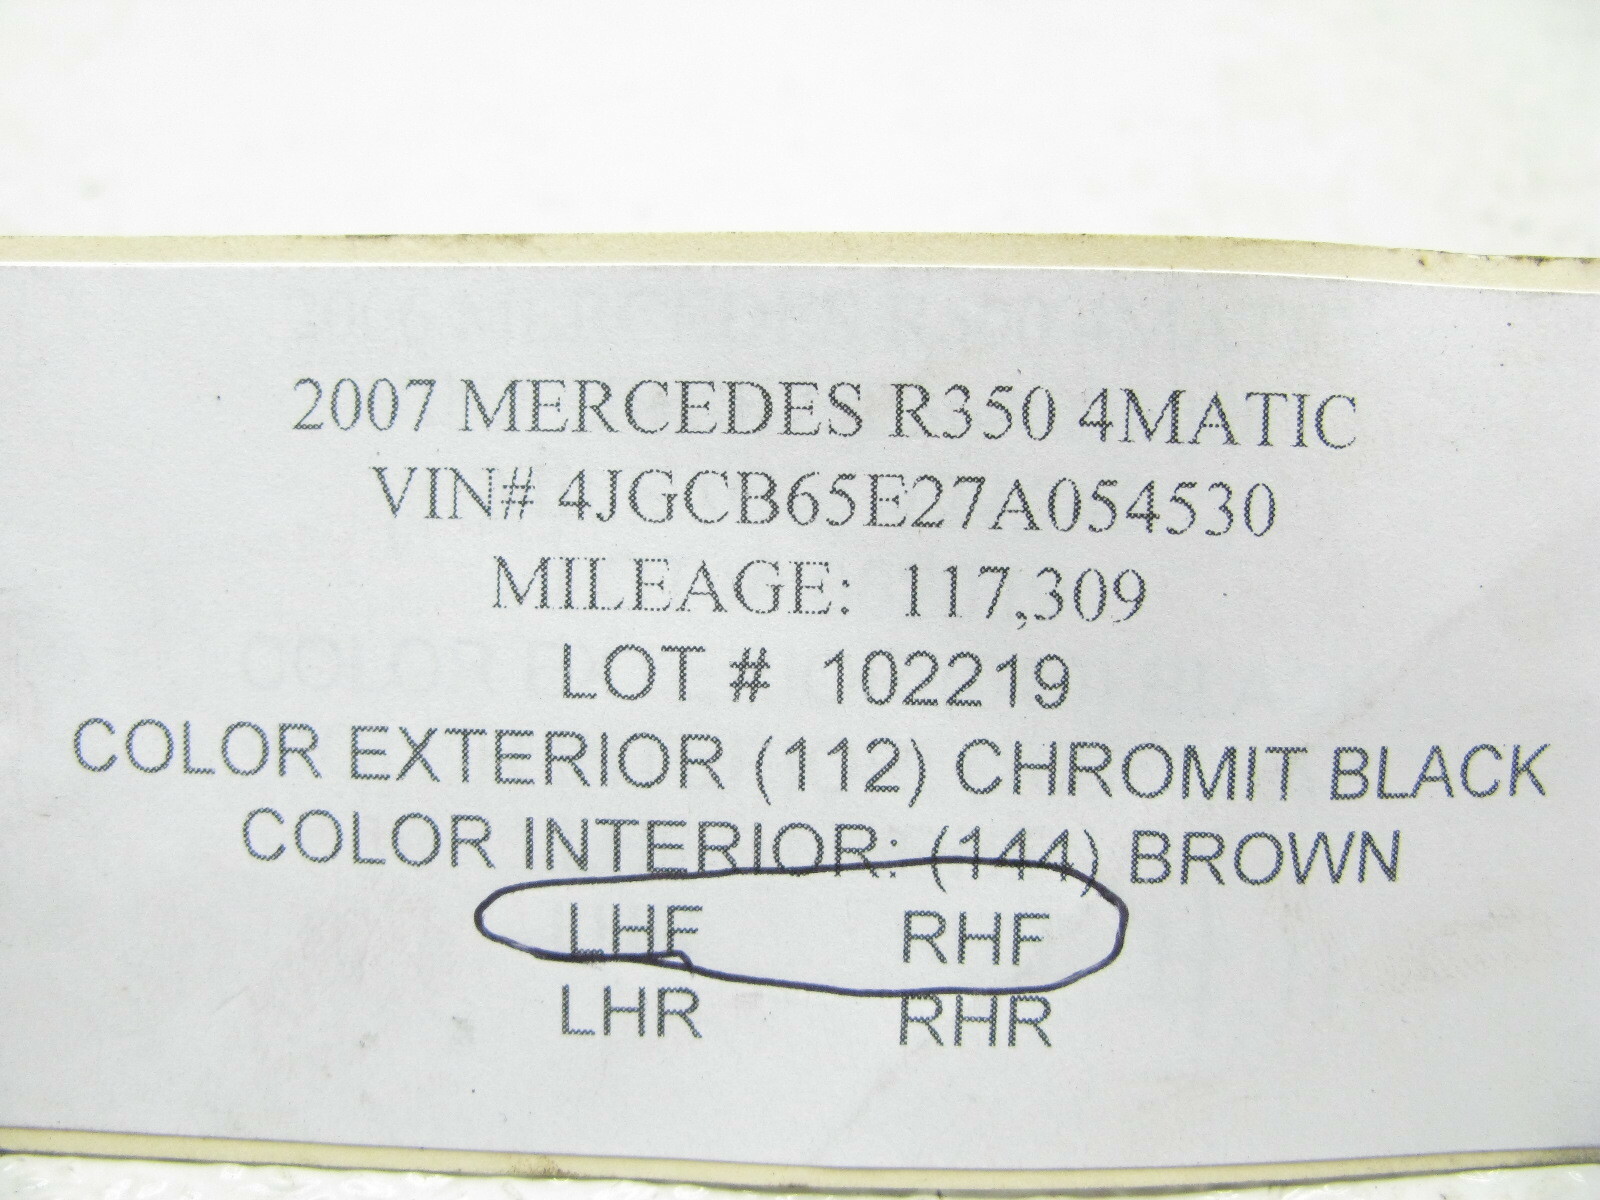 2007 MERCEDES R350 4MATIC
VIN# 4JGCB65E27A054530
MILEAGE: 117,309
LOT # 102219
COLOR EXTERIOR (112) CHROMIT BLACK
COLOR INTERIOR: (144) BROWN
LHF RHF
LHR RHR